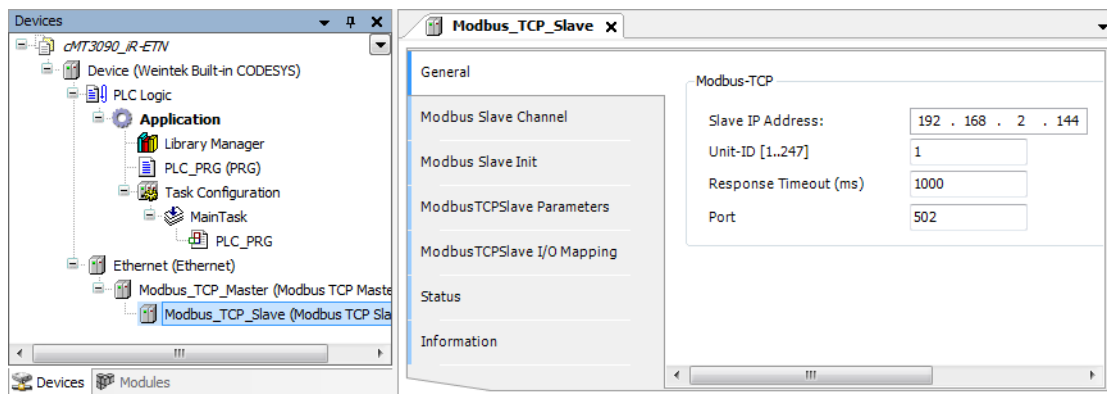 Devices
cMT3090_iR-ETN
Device (Weintek Built-in CODESYS)
PLC Logic
Application
Library Manager
PLC_PRG (PRG)
Task Configuration
MainTask
PLC_PRG
Ethernet (Ethernet)
Modbus_TCP_Master (Modbus TCP Maste
Modbus_TCP_Slave (Modbus TCP Sla
Devices
Modules
Modbus_TCP_Slave
General
Modbus Slave Channel
Modbus Slave Init
ModbusTCPSlave Parameters
ModbusTCPSlave I/O Mapping
Status
Information
Modbus-TCP
Slave IP Address: 192 . 168 . 2 . 144
Unit-ID [1..247] 1
Response Timeout (ms) 1000
Port 502